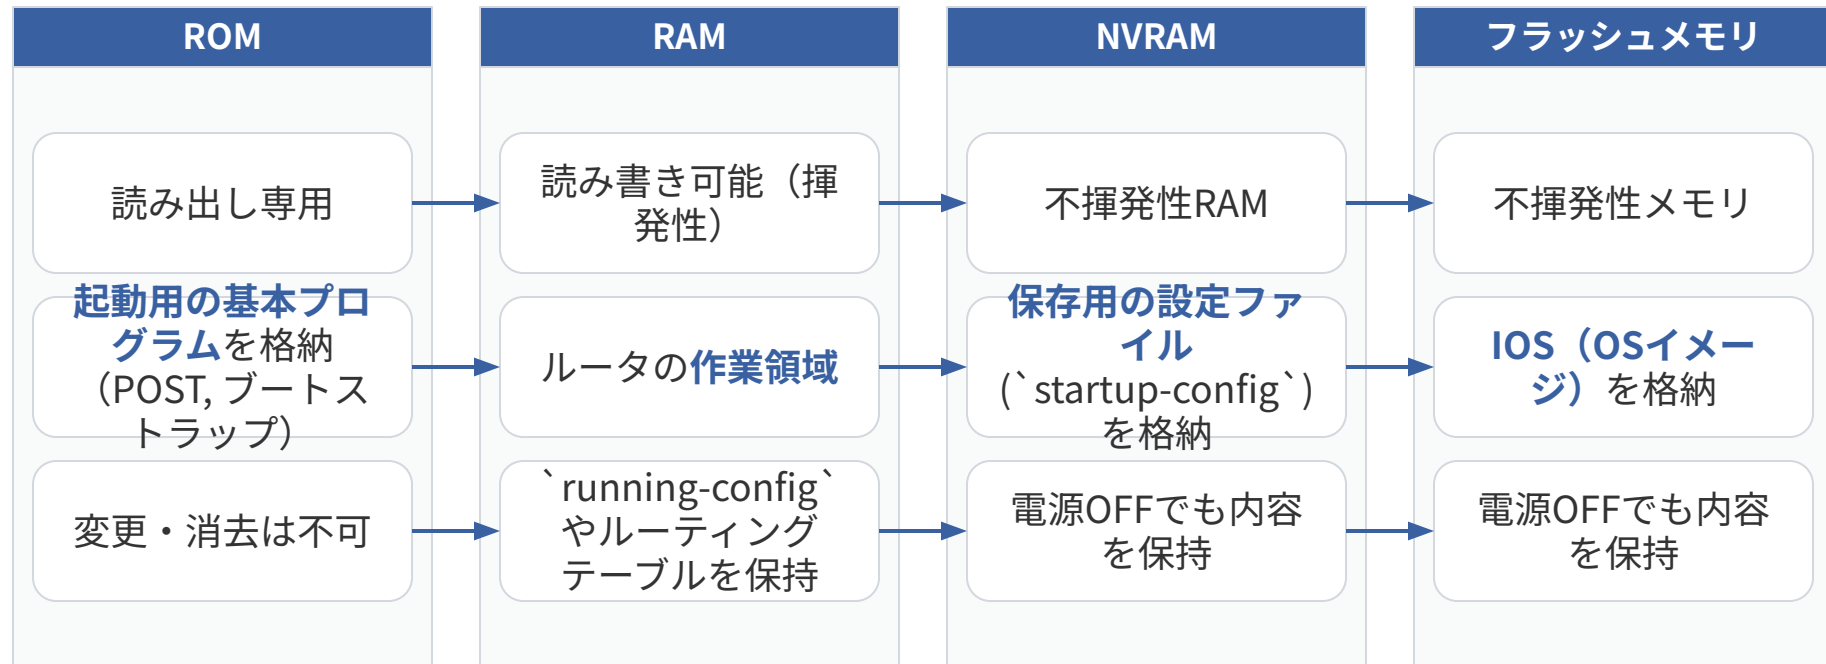 ROM
読み出し専用
起動用の基本プロ
グラムを格納
（POST, ブートス
トラップ）
変更・消去は不可
RAM
読み書き可能（揮
発性）
ルータの作業領域
`running-config`
やルーティング
テーブルを保持
NVRAM
不揮発性RAM
保存用の設定ファ
イル
(`startup-config`)
を格納
電源OFFでも内容
を保持
フラッシュメモリ
不揮発性メモリ
IOS（OSイメー
ジ）を格納
電源OFFでも内容
を保持